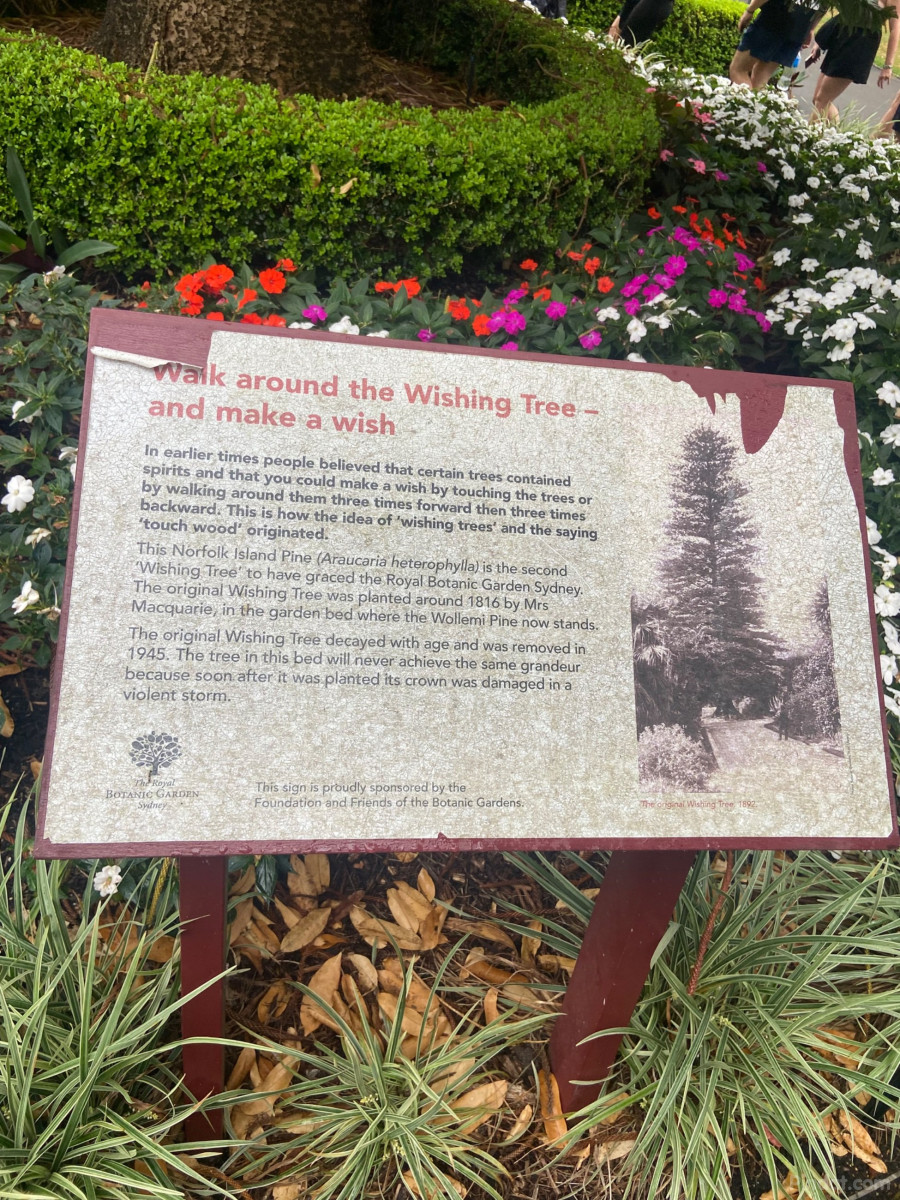 Walk around the Wishing Tree –
and make a wish
In earlier times people believed that certain trees contained
spirits and that you could make a wish by touching the trees or
by walking around them three times forward then three times
backward. This is how the idea of ‘wishing trees’ and the saying
‘touch wood’ originated.
This Norfolk Island Pine (Araucaria heterophylla) is the second
‘Wishing Tree’ to have graced the Royal Botanic Garden Sydney.
The original Wishing Tree was planted around 1816 by Mrs
Macquarie, in the garden bed where the Wollemi Pine now stands.
The original Wishing Tree decayed with age and was removed in
1945. The tree in this bed will never achieve the same grandeur
because soon after it was planted its crown was damaged in a
violent storm.
The Royal
BOTANIC GARDEN
Sydney
This sign is proudly sponsored by the
Foundation and Friends of the Botanic Gardens.
The original Wishing Tree, 1892.